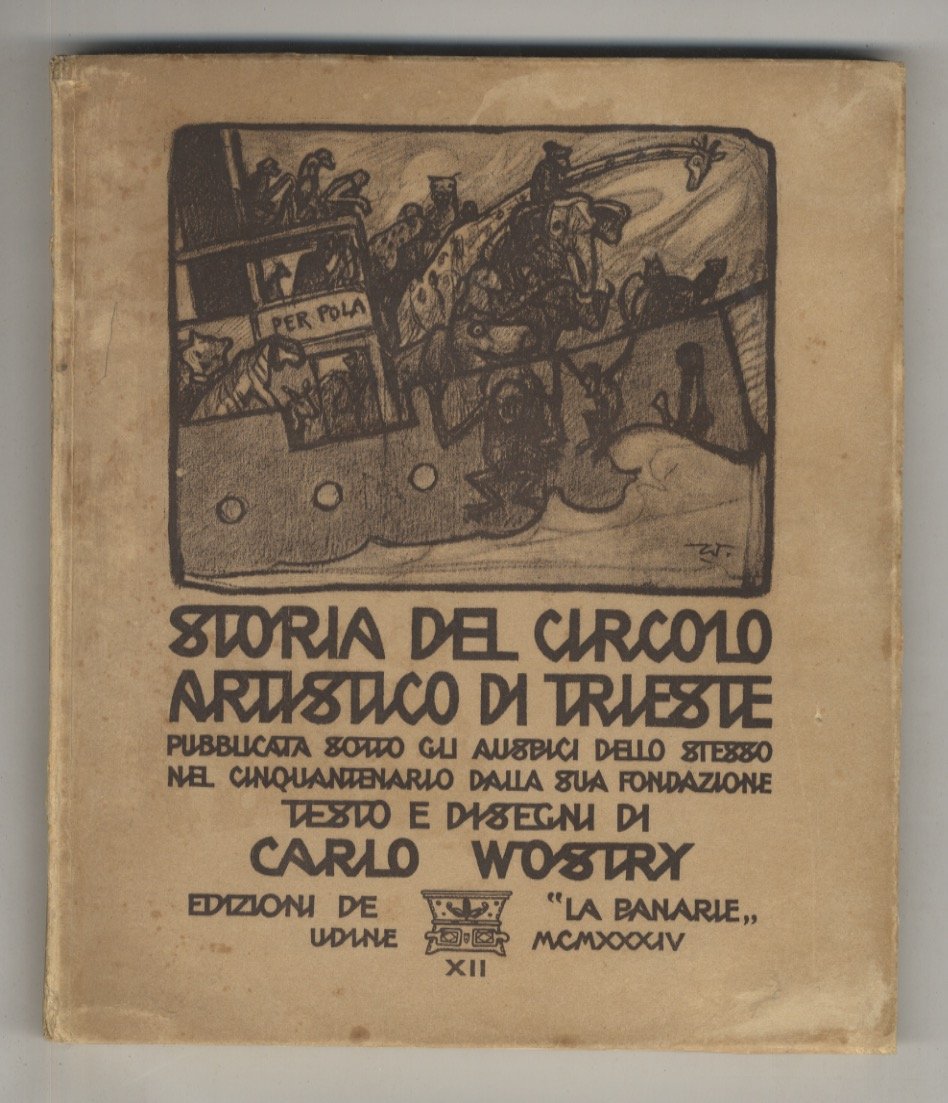 PER POLA
W.
STORIA DEL CIRCOLO
ARTISTICO DI TRIESTE
PUBBLICATA SOTTO GLI AUSPICI DELLO STESSO
NEL CINQUANTENARIO DALLA SUA FONDAZIONE
TESTO E DISEGNI DI
CARLO WOSTRY
EDIZIONI DE "LA PANARIE„
UDINE MCMXXXIV
XII